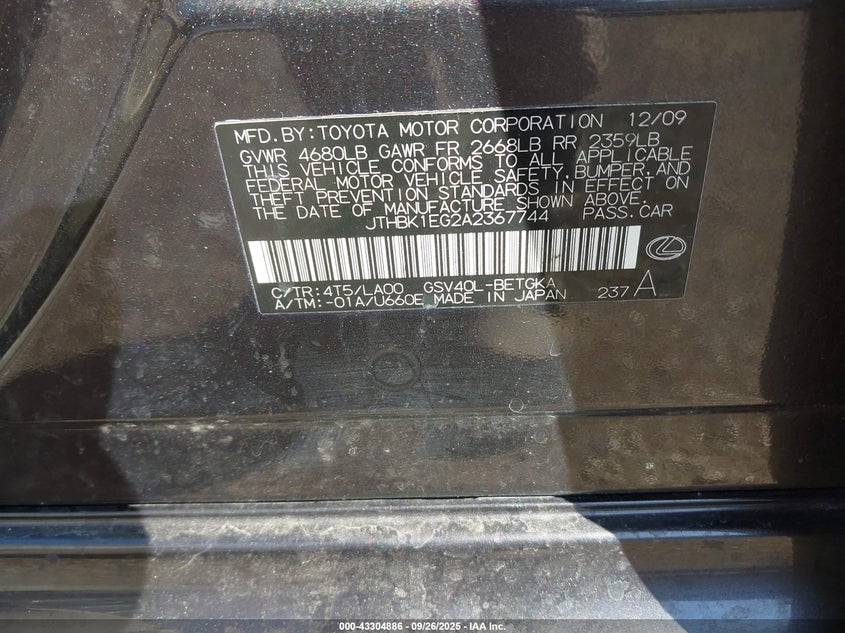 MFD. BY: TOYOTA MOTOR CORPORATION 12/09
GVWR 4680LB GAWR FR 2668LB RR 2359LB
THIS VEHICLE CONFORMS TO ALL APPLICABLE
FEDERAL MOTOR VEHICLE SAFETY, BUMPER, AND
THEFT PREVENTION STANDARDS IN EFFECT ON
THE DATE OF MANUFACTURE SHOWN ABOVE.
JTHBK1EG2A2367744 PASS. CAR
C/TR: 4T5/LA00 GSV40L-BETGKA
A/TM: -01A/U660E MADE IN JAPAN 237 A
000-43304886 - 09/26/2025 - IAA Inc.